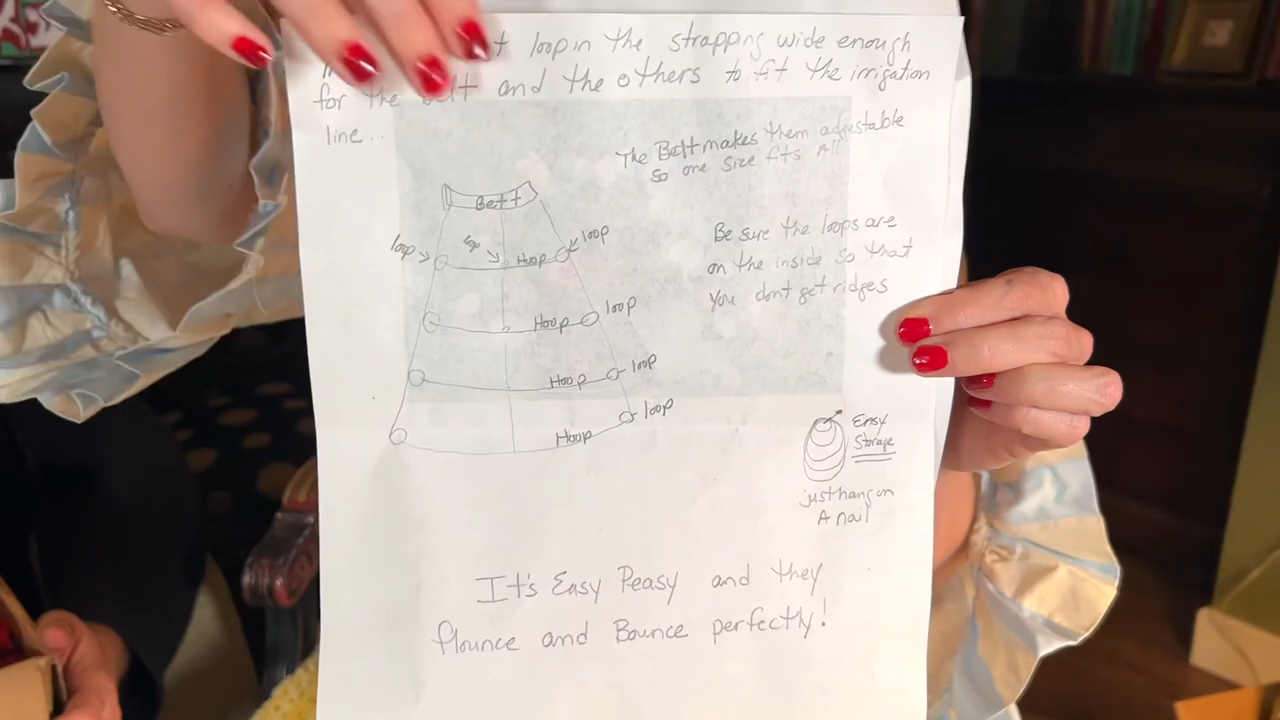 loop in the strapping wide enough
for the Belt and the others to fit the irrigation
line...
The Belt makes them adjustable
so one size fits All
Be sure the loops are
on the inside so that
you don't get ridges
Belt
loop
loop
loop
Hoop
loop
Hoop
loop
Hoop
loop
Hoop
Easy
Storage
just hang on
A nail
It's Easy Peasy and they
flounce and Bounce perfectly!